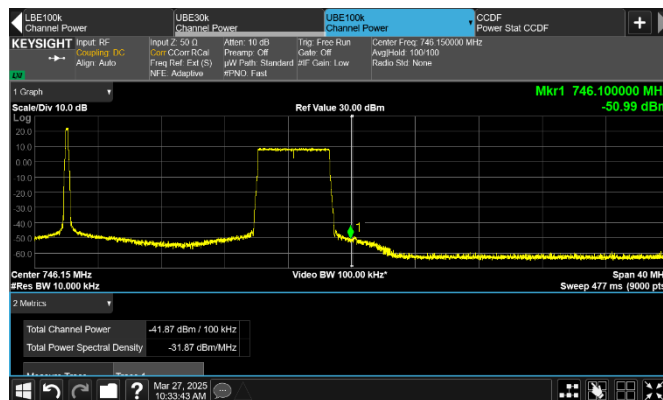 LBE100k
Channel Power
UBE30k
Channel Power
UBE100k
Channel Power
CCDF
Power Stat CCDF
KEYSIGHT
Input: RF
Coupling: DC
Align: Auto
Input Z: 50 Ω
Corr CCorr RCal
Freq Ref: Ext (S)
NFE: Adaptive
Atten: 10 dB
Preamp: Off
µW Path: Standard
#PNO: Fast
Trig: Free Run
Gate: Off
#IF Gain: Low
Center Freq: 746.150000 MHz
Avg|Hold: 100/100
Radio Std: None
LXI
1 Graph
Mkr1 746.100000 MH
Scale/Div 10.0 dB
Ref Value 30.00 dBm
-50.99 dBm
Log
20.0
10.0
0.00
-10.0
-20.0
-30.0
-40.0
-50.0
-60.0
1
Center 746.15 MHz
Video BW 100.00 kHz*
Span 40 MH
#Res BW 10.000 kHz
Sweep 477 ms (9000 pts
2 Metrics
Total Channel Power
-41.87 dBm / 100 kHz
Total Power Spectral Density
-31.87 dBm/MHz
Measure Trace
Trace 1
?
Mar 27, 2025
10:33:43 AM